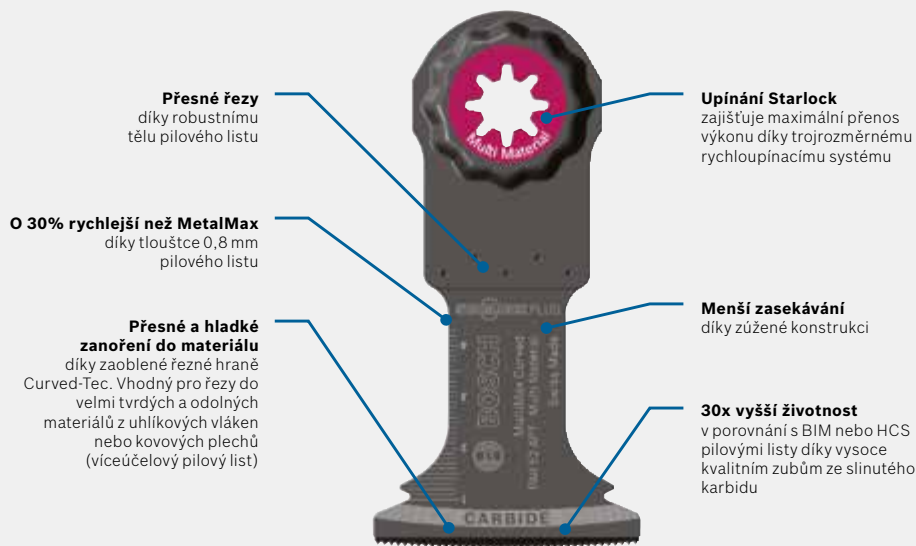 Přesné řezy
díky robustnímu
tělu pilového listu
O 30% rychlejší než MetalMax
díky tloušťce 0,8 mm
pilového listu
Přesné a hladké
zanoření do materiálu
díky zaoblené řezné hraně
Curved-Tec. Vhodný pro řezy do
velmi tvrdých a odolných
materiálů z uhlíkových vláken
nebo kovových plechů
(víceúčelový pilový list)
Multi Material
PLUS
BOSCH
MultiMax Curved
Multi Material
Swiss Made
CARBIDE
Upínání Starlock
zajišťuje maximální přenos
výkonu díky trojrozměrnému
rychloupínacímu systému
Menší zasekávání
díky zúžené konstrukci
30x vyšší životnost
v porovnání s BIM nebo HCS
pilovými listy díky vysoce
kvalitním zubům ze slinutého
karbidu